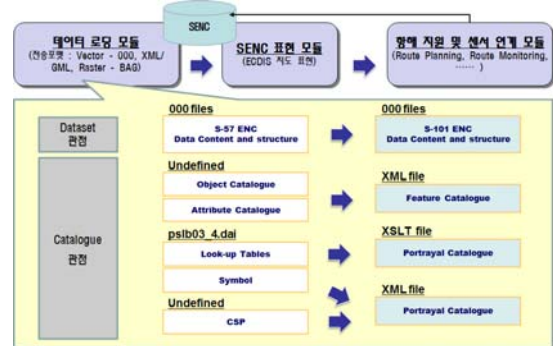 SENC
데이터 로딩 모듈
(전송포맷 : Vector - 000, XML/
GML, Raster - BAG)
SENC 표현 모듈
(ECDIS 지도 표현)
항해 지원 및 센서 연계 모듈
(Route Planning, Route Monitoring,
...... )
Dataset
관점
000 files
S-57 ENC
Data Content and structure
000 files
S-101 ENC
Data Content and structure
Catalogue
관점
Undefined
Object Catalogue
Attribute Catalogue
XML file
Feature Catalogue
pslb03_4.dai
Look-up Tables
Symbol
XSLT file
Portrayal Catalogue
Undefined
CSP
XML file
Portrayal Catalogue